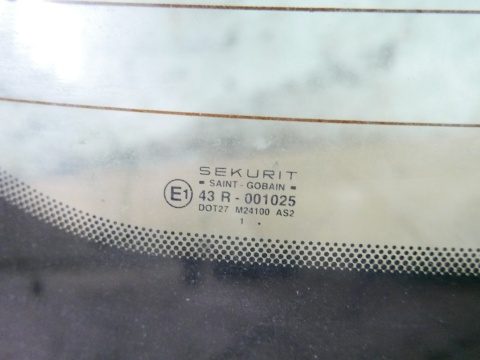 SEKURIT
SAINT - GOBAIN
E1 43 R - 001025
DOT27 M24100 AS2
1